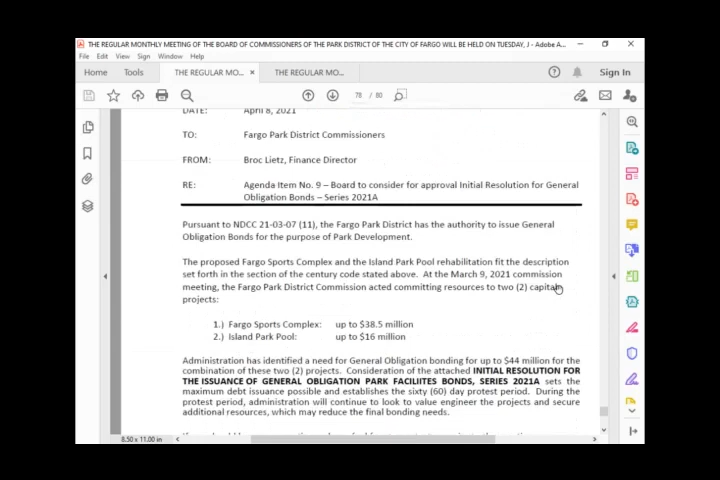 THE REGULAR MONTHLY MEETING OF THE BOARD OF COMMISSIONERS OF THE PARK DISTRICT OF THE CITY OF FARGO WILL BE HELD ON TUESDAY, J - Adobe A...
File Edit View Sign Window Help
Home Tools THE REGULAR MO... × THE REGULAR MO... Sign In
78 / 80
DATE: April 8, 2021
TO: Fargo Park District Commissioners
FROM: Broc Lietz, Finance Director
RE: Agenda Item No. 9 – Board to consider for approval Initial Resolution for General
Obligation Bonds – Series 2021A
Pursuant to NDCC 21-03-07 (11), the Fargo Park District has the authority to issue General
Obligation Bonds for the purpose of Park Development.
The proposed Fargo Sports Complex and the Island Park Pool rehabilitation fit the description
set forth in the section of the century code stated above. At the March 9, 2021 commission
meeting, the Fargo Park District Commission acted committing resources to two (2) capital
projects:
1.) Fargo Sports Complex: up to $38.5 million
2.) Island Park Pool: up to $16 million
Administration has identified a need for General Obligation bonding for up to $44 million for the
combination of these two (2) projects. Consideration of the attached INITIAL RESOLUTION FOR
THE ISSUANCE OF GENERAL OBLIGATION PARK FACILIITES BONDS, SERIES 2021A sets the
maximum debt issuance possible and establishes the sixty (60) day protest period. During the
protest period, administration will continue to look to value engineer the projects and secure
additional resources, which may reduce the final bonding needs.
8.50 x 11.00 in